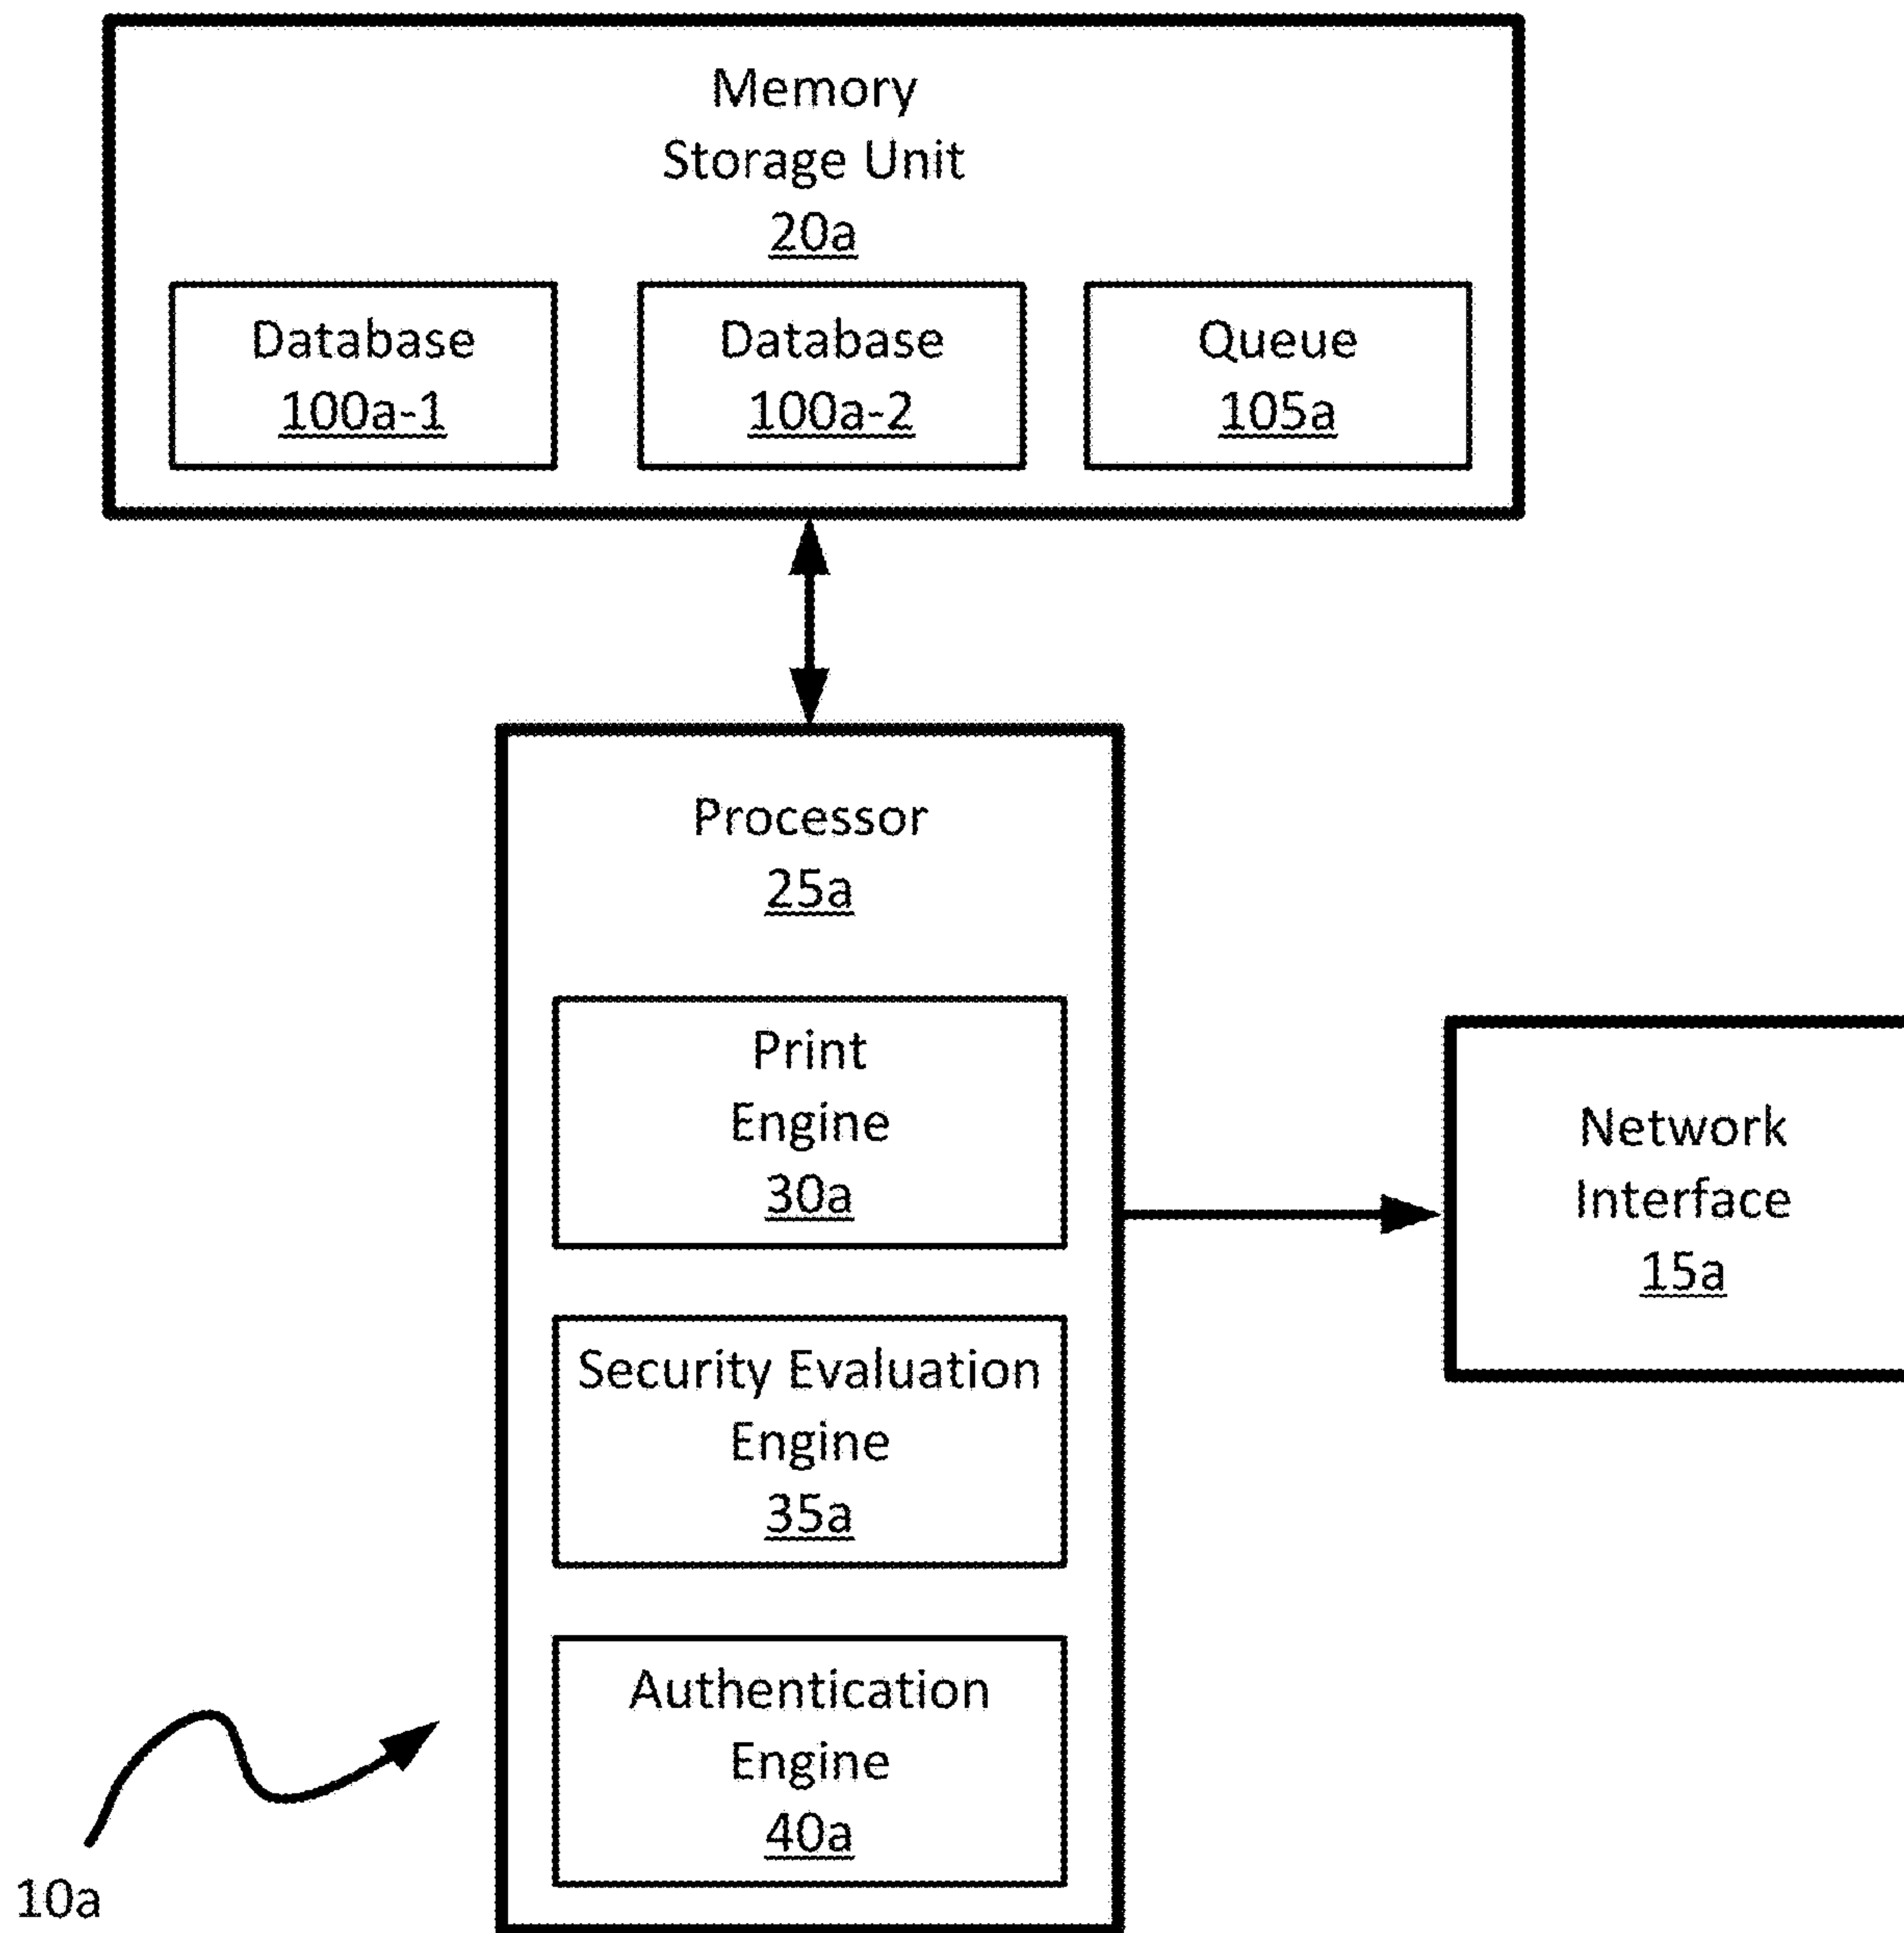 Memory
Storage Unit
20a
Database
100a-1
Database
100a-2
Queue
105a
Processor
25a
Print
Engine
30a
Network
Interface
15a
Security Evaluation
Engine
35a
Authentication
Engine
40a
10a